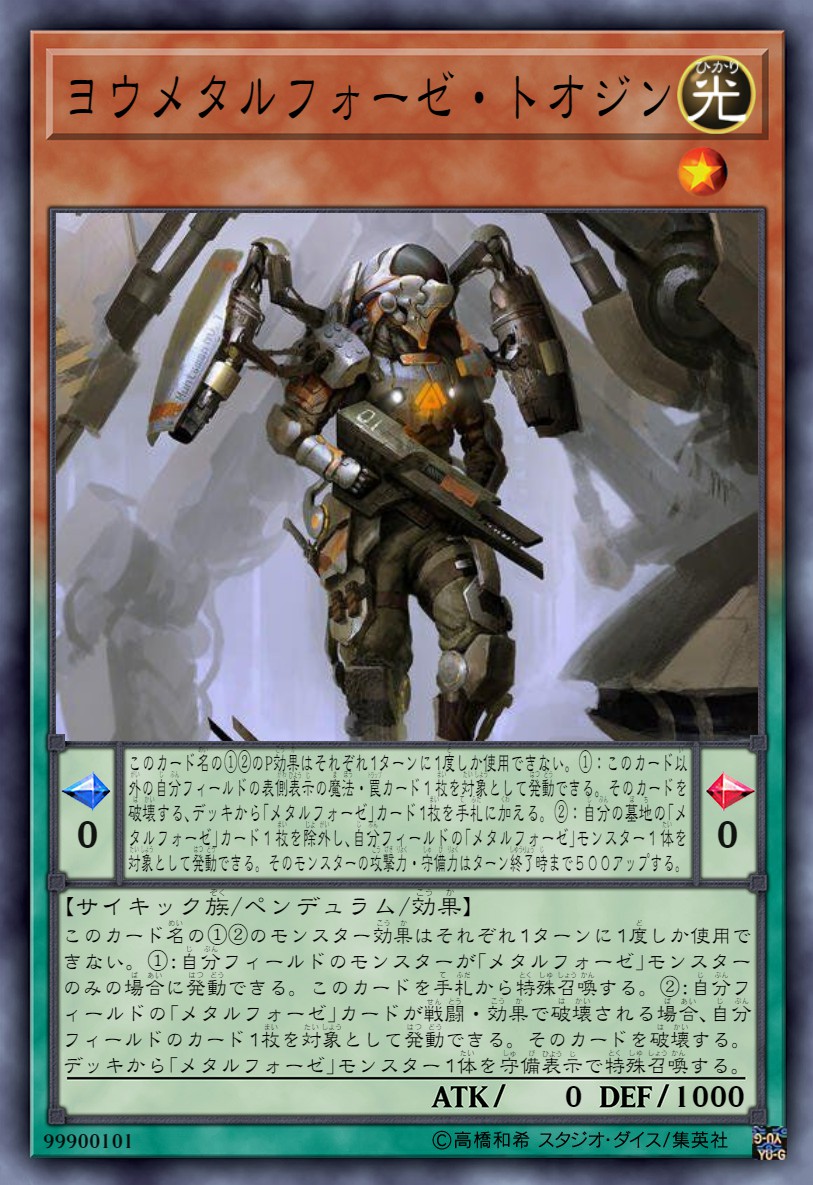 ヨウメタルフォーゼ・トオジン
光
このカード名の①②のP効果はそれぞれ1ターンに1度しか使用できない。①：このカード以
外の自分フィールドの表側表示の魔法・罠カード1枚を対象として発動できる。そのカードを
破壊する、デッキから「メタルフォーゼ」カード1枚を手札に加える。②：自分の墓地の「メ
タルフォーゼ」カード１枚を除外し、自分フィールドの「メタルフォーゼ」モンスター１体を
対象として発動できる。そのモンスターの攻撃力・守備力はターン終了時まで５００アップする。
0
0
【サイキック族/ペンデュラム/効果】
このカード名の①②のモンスター効果はそれぞれ1ターンに1度しか使用で
きない。①:自分フィールドのモンスターが「メタルフォーゼ」モンスター
のみの場合に発動できる。このカードを手札から特殊召喚する。②:自分フ
ィールドの「メタルフォーゼ」カードが戦闘・効果で破壊される場合、自分
フィールドのカード1枚を対象として発動できる。そのカードを破壊する。
デッキから「メタルフォーゼ」モンスター1体を守備表示で特殊召喚する。
ATK/ 0 DEF/1000
99900101
©高橋和希 スタジオ・ダイス/集英社
01
YU-G